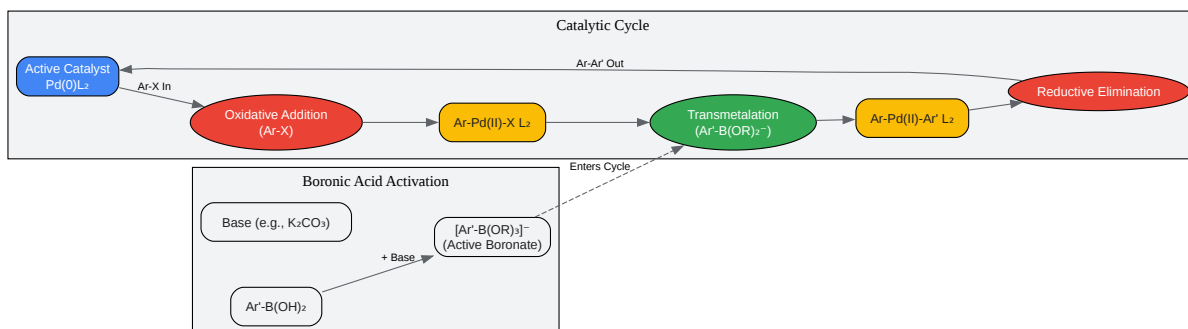 Catalytic Cycle
Active Catalyst
Pd(0)L₂
Ar-X In
Ar-Ar' Out
Oxidative Addition
(Ar-X)
Ar-Pd(II)-X L₂
Transmetalation
(Ar'-B(OR)₂⁻)
Ar-Pd(II)-Ar' L₂
Reductive Elimination
Enters Cycle
Boronic Acid Activation
Base (e.g., K₂CO₃)
[Ar'-B(OR)₃]⁻
(Active Boronate)
+ Base
Ar'-B(OH)₂